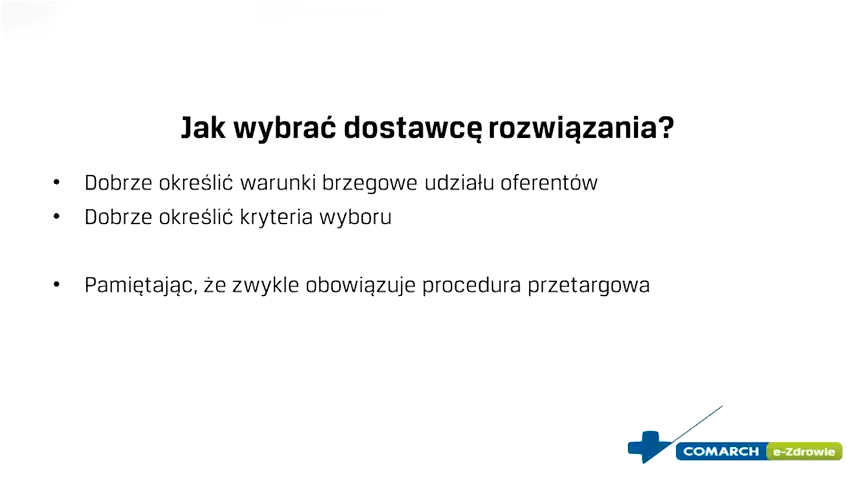 Jak wybrać dostawcę rozwiązania?
• Dobrze określić warunki brzegowe udziału oferentów
• Dobrze określić kryteria wyboru
• Pamiętając, że zwykle obowiązuje procedura przetargowa
COMARCH e-Zdrowie